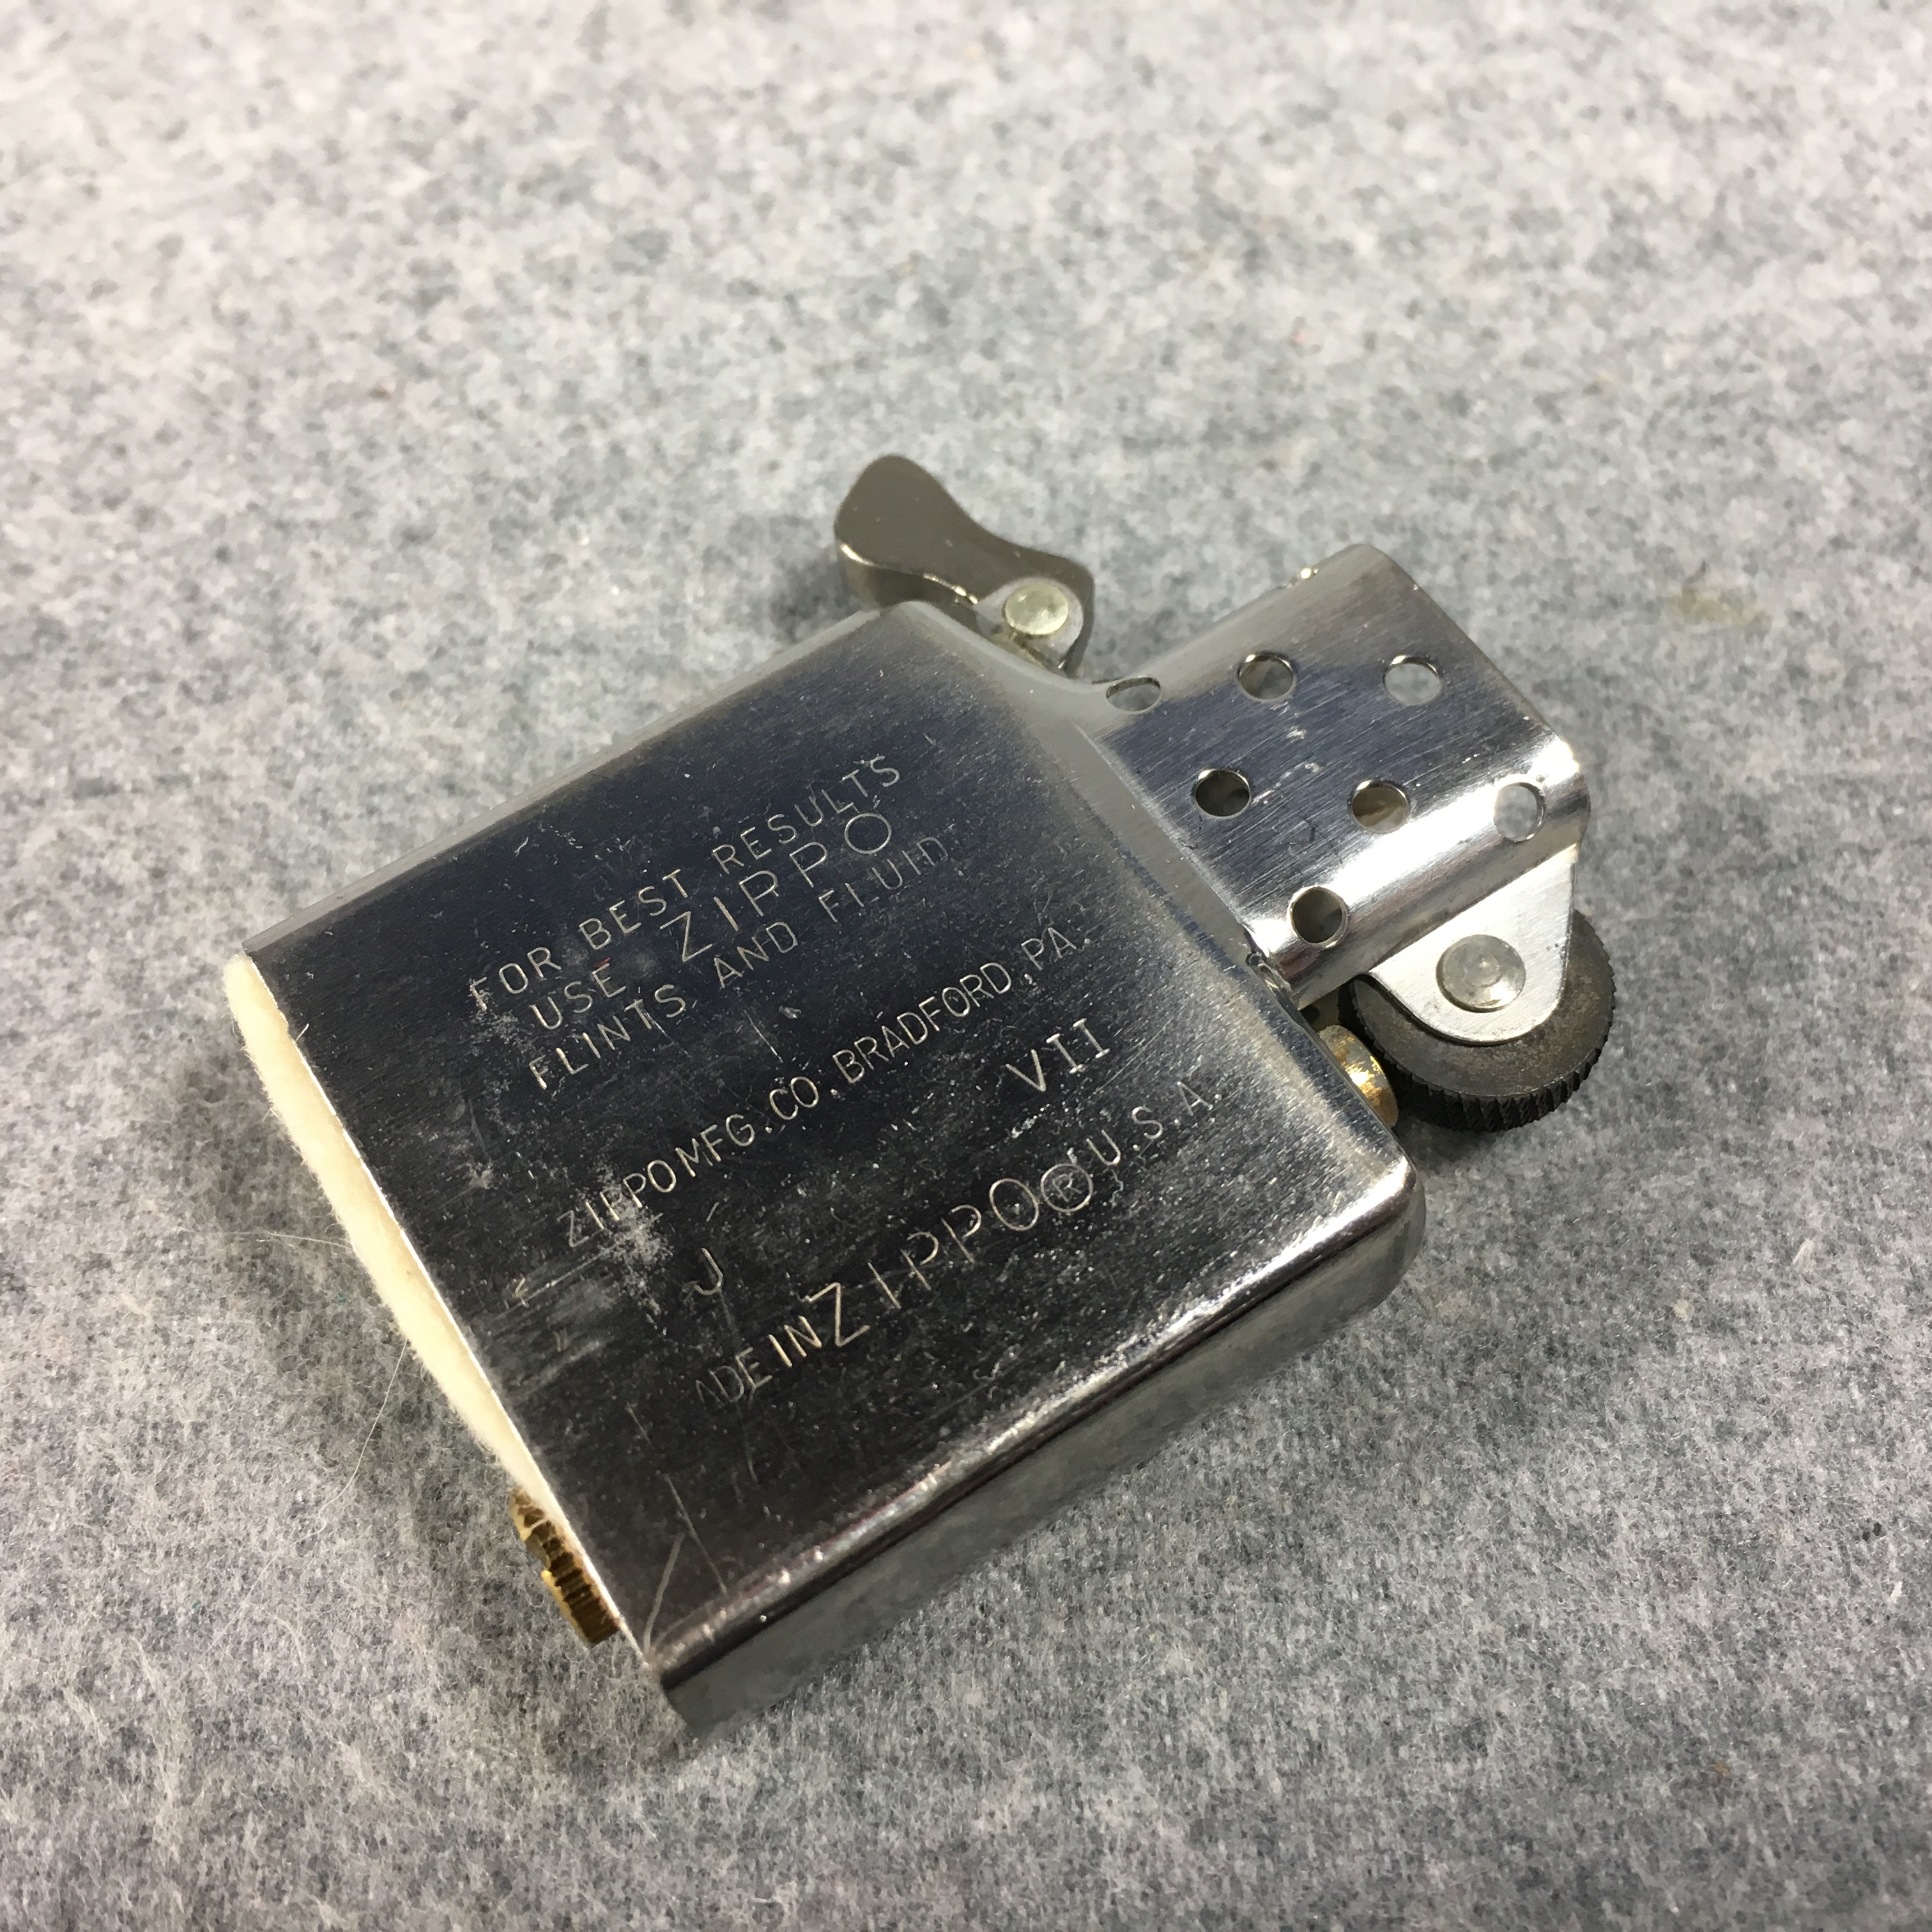 FOR BEST RESULTS
USE ZIPPO
FLINTS AND FLUID
ZIPPO MFG. CO. BRADFORD, PA.
J VII
ADE IN ZIPPO® U.S.A.